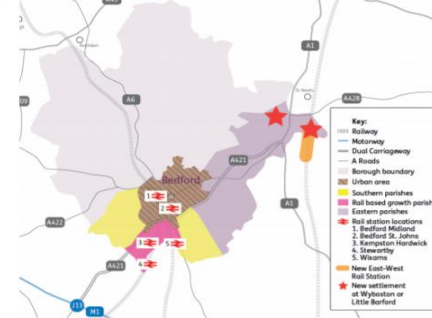 A1
A6
St Neots
A428
A421
Bedford
1
2
A1
A422
3
5
4
A421
J13
M1
Key:
Railway
Motorway
Dual Carriageway
A Roads
Borough boundary
Urban area
Southern parishes
Rail based growth parish
Eastern parishes
Rail station locations
1. Bedford Midland
2. Bedford St. Johns
3. Kempston Hardwick
4. Stewartby
5. Wixams
New East-West
Rail Station
New settlement
at Wyboston or
Little Barford